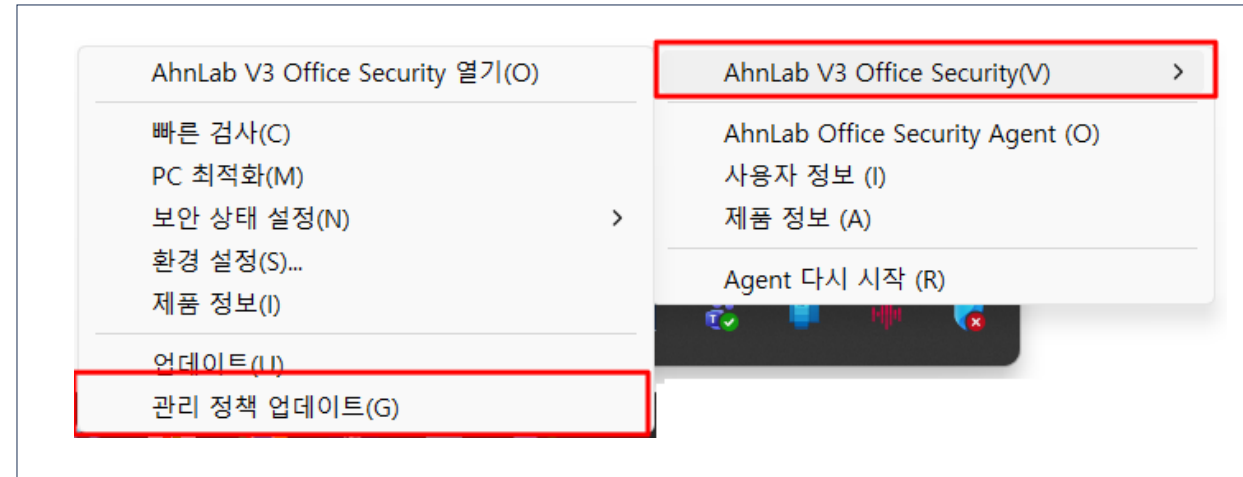 AhnLab V3 Office Security 열기(O)
빠른 검사(C)
PC 최적화(M)
보안 상태 설정(N)
환경 설정(S)...
제품 정보(I)
업데이트(U)
관리 정책 업데이트(G)
AhnLab V3 Office Security(V)
AhnLab Office Security Agent (O)
사용자 정보 (I)
제품 정보 (A)
Agent 다시 시작 (R)